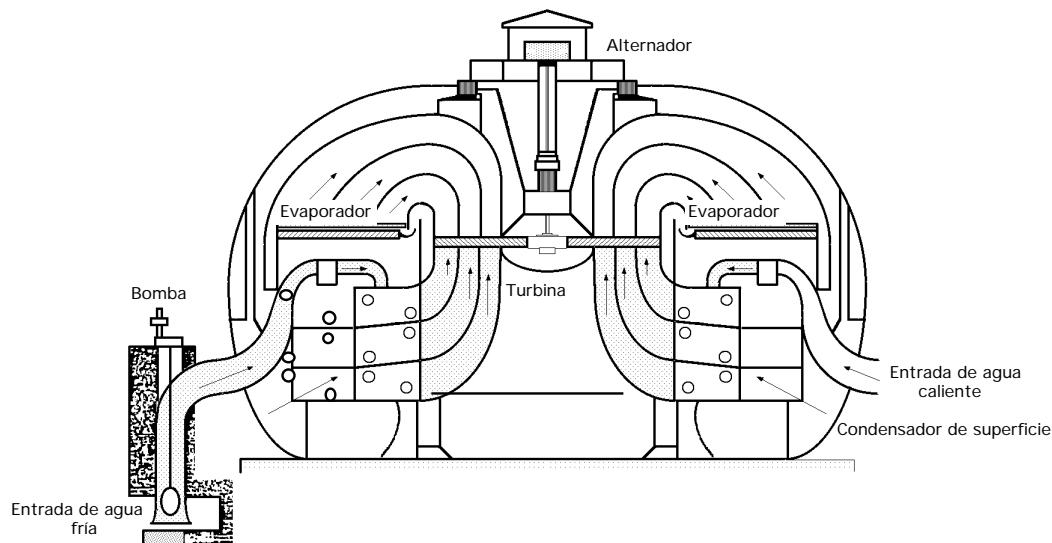 Alternador
Evaporador
Evaporador
Bomba
Turbina
Entrada de agua
caliente
Condensador de superficie
Entrada de agua
fría